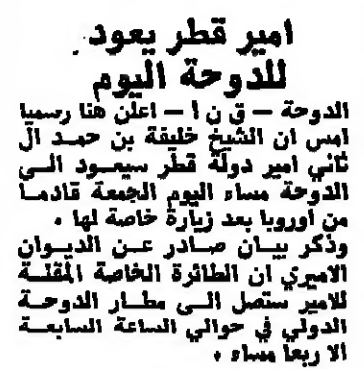 امير قطر يعود
للدوحة اليوم
الدوحة — ق ن أ — اعلن هنا رسميا
امس ان الشيخ خليفة بن حمد ال
ثاني امير دولة قطر سيعود الى
الدوحة مساء اليوم الجمعة قادما
من اوروبا بعد زيارة خاصة لها .
وذكر بيان صادر عن الديوان
الاميري ان الطائرة الخاصة المقلة
للامير ستصل الى مطار الدوحة
الدولي في حوالي الساعة السابعة
الا ربعا مساء .